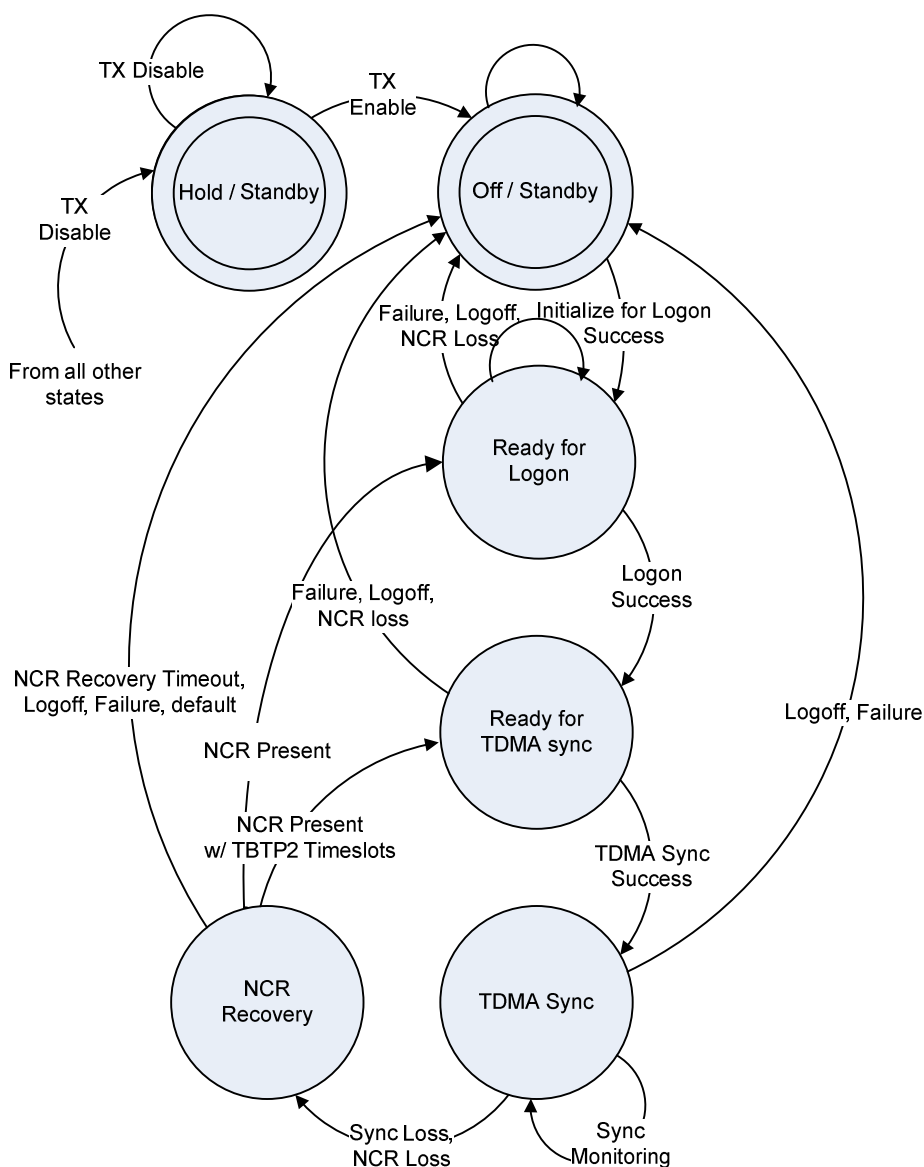 TX Disable
TX
Enable
Hold / Standby
Off / Standby
TX
Disable
From all other
states
Failure, Logoff,
NCR Loss
Initialize for Logon
Success
Ready for
Logon
Logon
Success
Failure, Logoff,
NCR loss
NCR Recovery Timeout,
Logoff, Failure, default
Ready for
TDMA sync
Logoff, Failure
NCR Present
NCR Present
w/ TBTP2 Timeslots
TDMA Sync
Success
NCR
Recovery
TDMA Sync
Sync Loss,
NCR Loss
Sync
Monitoring